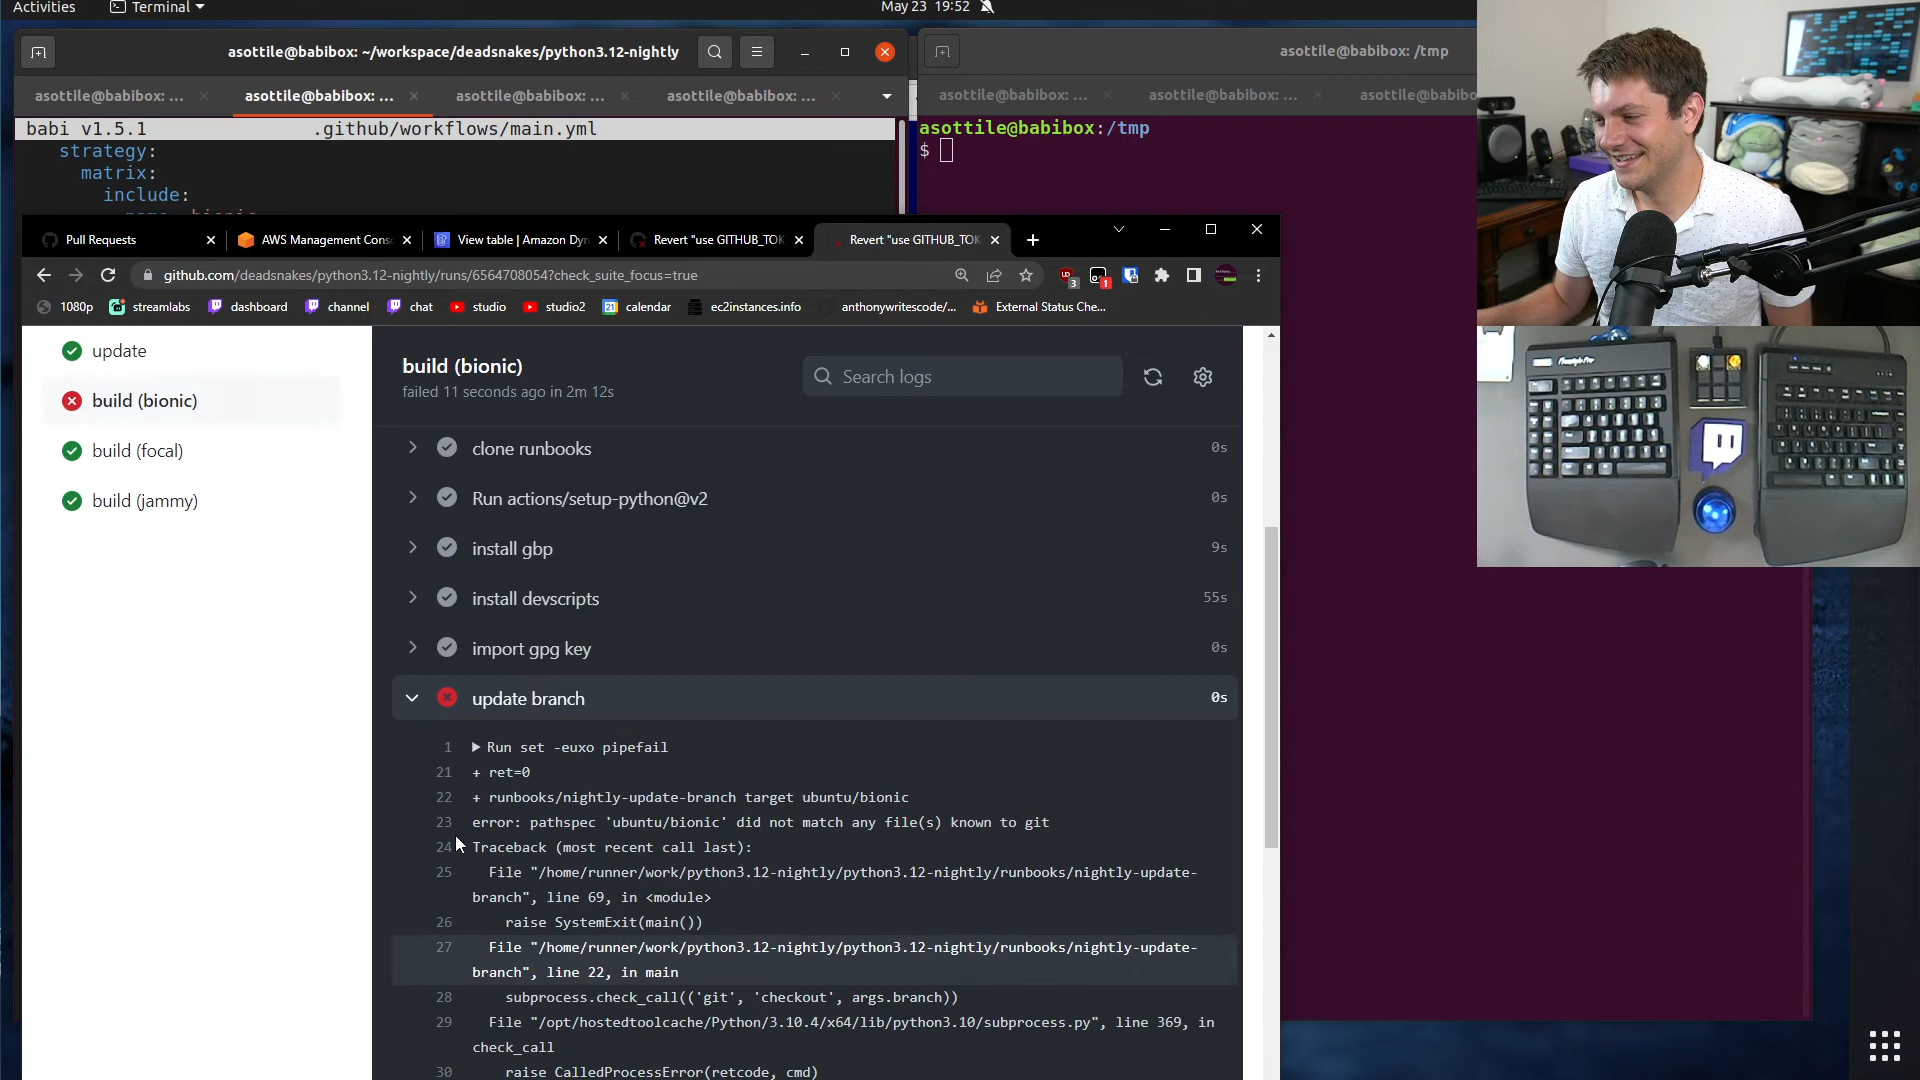 Activities
Terminal
May 23 19:52
asottile@babibox: ~/workspace/deadsnakes/python3.12-nightly
asottile@babibox: /tmp
asottile@babibox: ...
asottile@babibox: ...
asottile@babibox: ...
asottile@babibox: ...
asottile@babibox: ...
asottile@babibox: ...
asottile@babibo
babi v1.5.1 .github/workflows/main.yml
strategy:
matrix:
include:
asottile@babibox:/tmp
$
Pull Requests
AWS Management Conso
View table | Amazon Dyn
Revert "use GITHUB_TOK
Revert "use GITHUB_TOK
github.com/deadsnakes/python3.12-nightly/runs/6564708054?check_suite_focus=true
3
1
1080p
streamlabs
dashboard
channel
chat
studio
studio2
21
calendar
ec2instances.info
anthonywritescode/...
External Status Che...
update
build (bionic)
build (focal)
build (jammy)
build (bionic)
failed 11 seconds ago in 2m 12s
Search logs
clone runbooks 0s
Run actions/setup-python@v2 0s
install gbp 9s
install devscripts 55s
import gpg key 0s
update branch 0s
1 Run set -euxo pipefail
21 + ret=0
22 + runbooks/nightly-update-branch target ubuntu/bionic
23 error: pathspec 'ubuntu/bionic' did not match any file(s) known to git
24 Traceback (most recent call last):
25 File "/home/runner/work/python3.12-nightly/python3.12-nightly/runbooks/nightly-update-
branch", line 69, in <module>
26 raise SystemExit(main())
27 File "/home/runner/work/python3.12-nightly/python3.12-nightly/runbooks/nightly-update-
branch", line 22, in main
28 subprocess.check_call(('git', 'checkout', args.branch))
29 File "/opt/hostedtoolcache/Python/3.10.4/x64/lib/python3.10/subprocess.py", line 369, in
check_call
30 raise CalledProcessError(retcode, cmd)